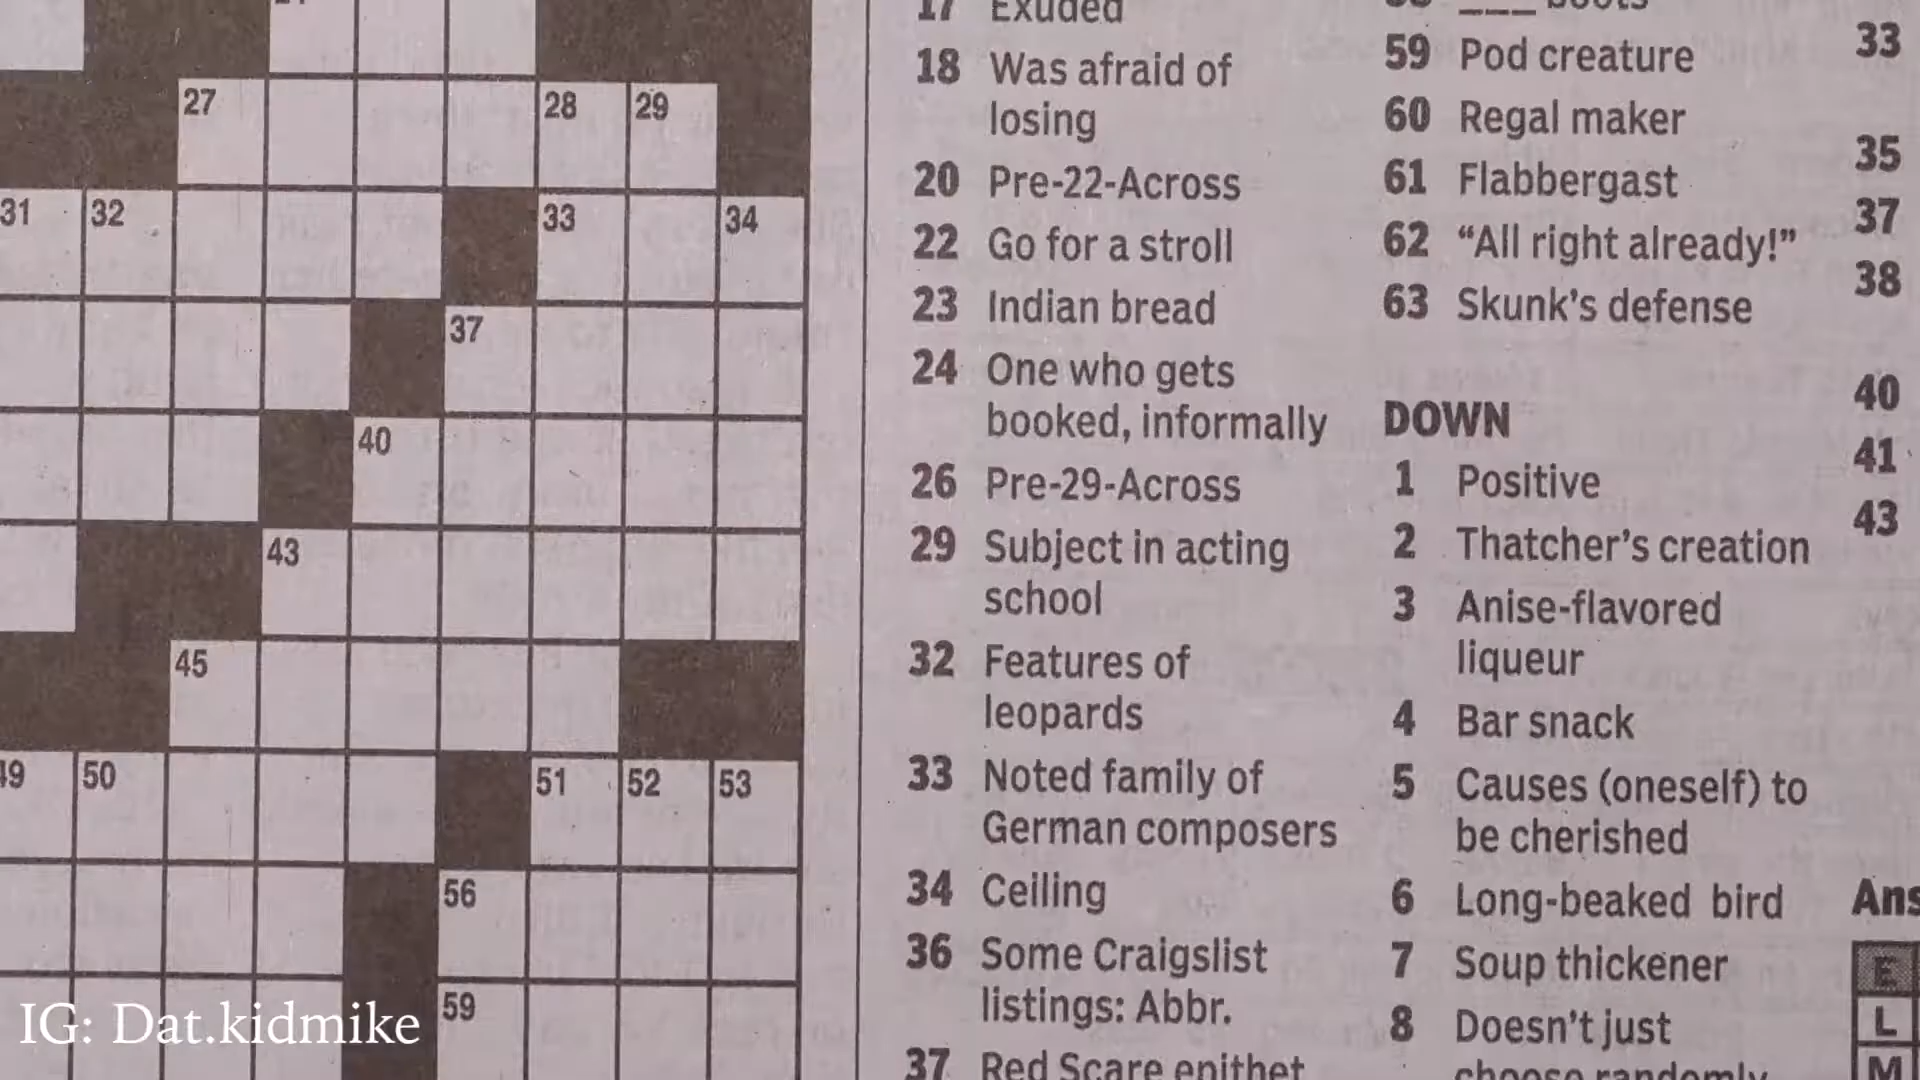 27
28
29
31
32
33
34
37
40
43
45
49
50
51
52
53
56
59
17 Exuded
18 Was afraid of
losing
20 Pre-22-Across
22 Go for a stroll
23 Indian bread
24 One who gets
booked, informally
26 Pre-29-Across
29 Subject in acting
school
32 Features of
leopards
33 Noted family of
German composers
34 Ceiling
36 Some Craigslist
listings: Abbr.
37 Red Scare epithet
___ boots
59 Pod creature
60 Regal maker
61 Flabbergast
62 “All right already!”
63 Skunk’s defense
DOWN
1 Positive
2 Thatcher’s creation
3 Anise-flavored
liqueur
4 Bar snack
5 Causes (oneself) to
be cherished
6 Long-beaked bird
7 Soup thickener
8 Doesn’t just
choose randomly
33
35
37
38
40
41
43
Ans
E
L
M
IG: Dat.kidmike